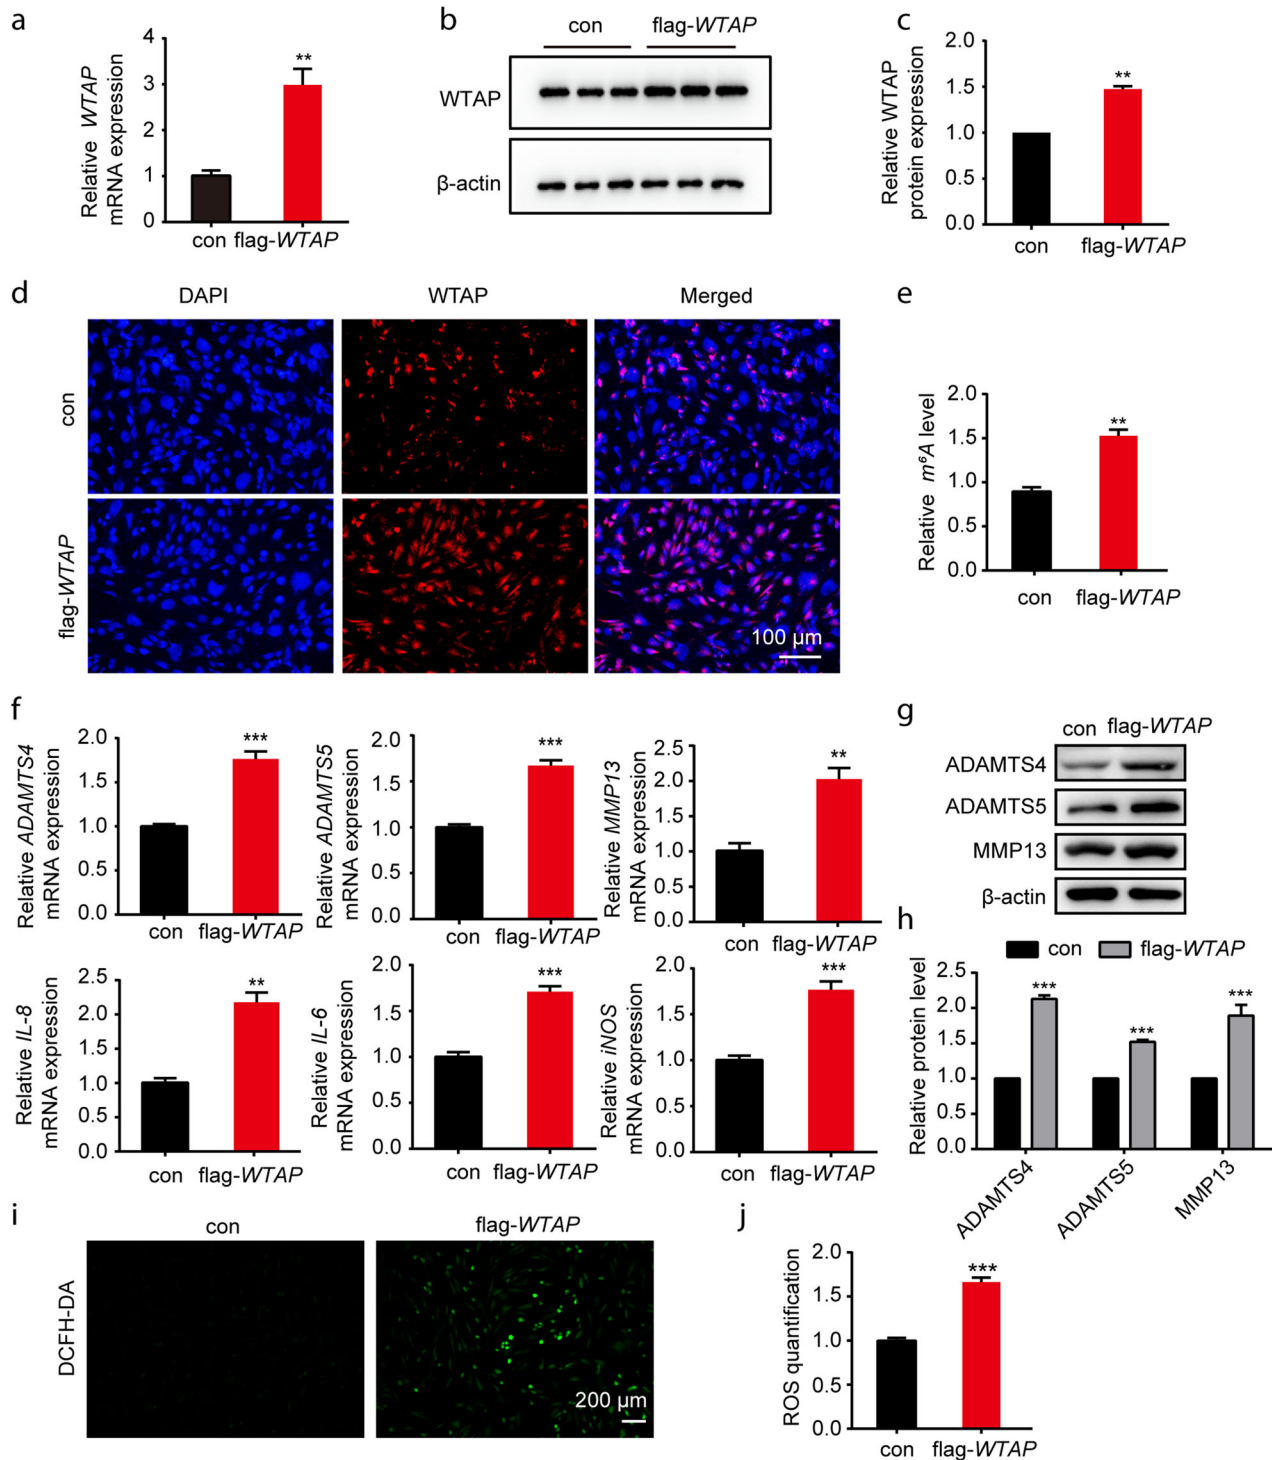 a
Relative WTAP
mRNA expression
4
3
2
1
0
**
con flag-WTAP
b
con flag-WTAP
WTAP
β-actin
c
Relative WTAP
protein expression
2.0
1.5
1.0
0.5
0.0
**
con flag-WTAP
d
DAPI WTAP Merged
con
flag-WTAP
100 μm
e
Relative m⁶A level
2.0
1.5
1.0
0.5
0.0
**
con flag-WTAP
f
Relative ADAMTS4
mRNA expression
2.0
1.5
1.0
0.5
0.0
***
con flag-WTAP
Relative ADAMTS5
mRNA expression
2.0
1.5
1.0
0.5
0.0
***
con flag-WTAP
Relative MMP13
mRNA expression
2.5
2.0
1.5
1.0
0.5
0.0
**
con flag-WTAP
Relative IL-8
mRNA expression
2.5
2.0
1.5
1.0
0.5
0.0
**
con flag-WTAP
Relative IL-6
mRNA expression
2.0
1.5
1.0
0.5
0.0
***
con flag-WTAP
Relative iNOS
mRNA expression
2.0
1.5
1.0
0.5
0.0
***
con flag-WTAP
g
con flag-WTAP
ADAMTS4
ADAMTS5
MMP13
β-actin
h
con flag-WTAP
Relative protein level
2.5
2.0
1.5
1.0
0.5
0.0
***
***
***
ADAMTS4
ADAMTS5
MMP13
i
con flag-WTAP
DCFH-DA
200 μm
j
ROS quantification
2.0
1.5
1.0
0.5
0.0
***
con flag-WTAP